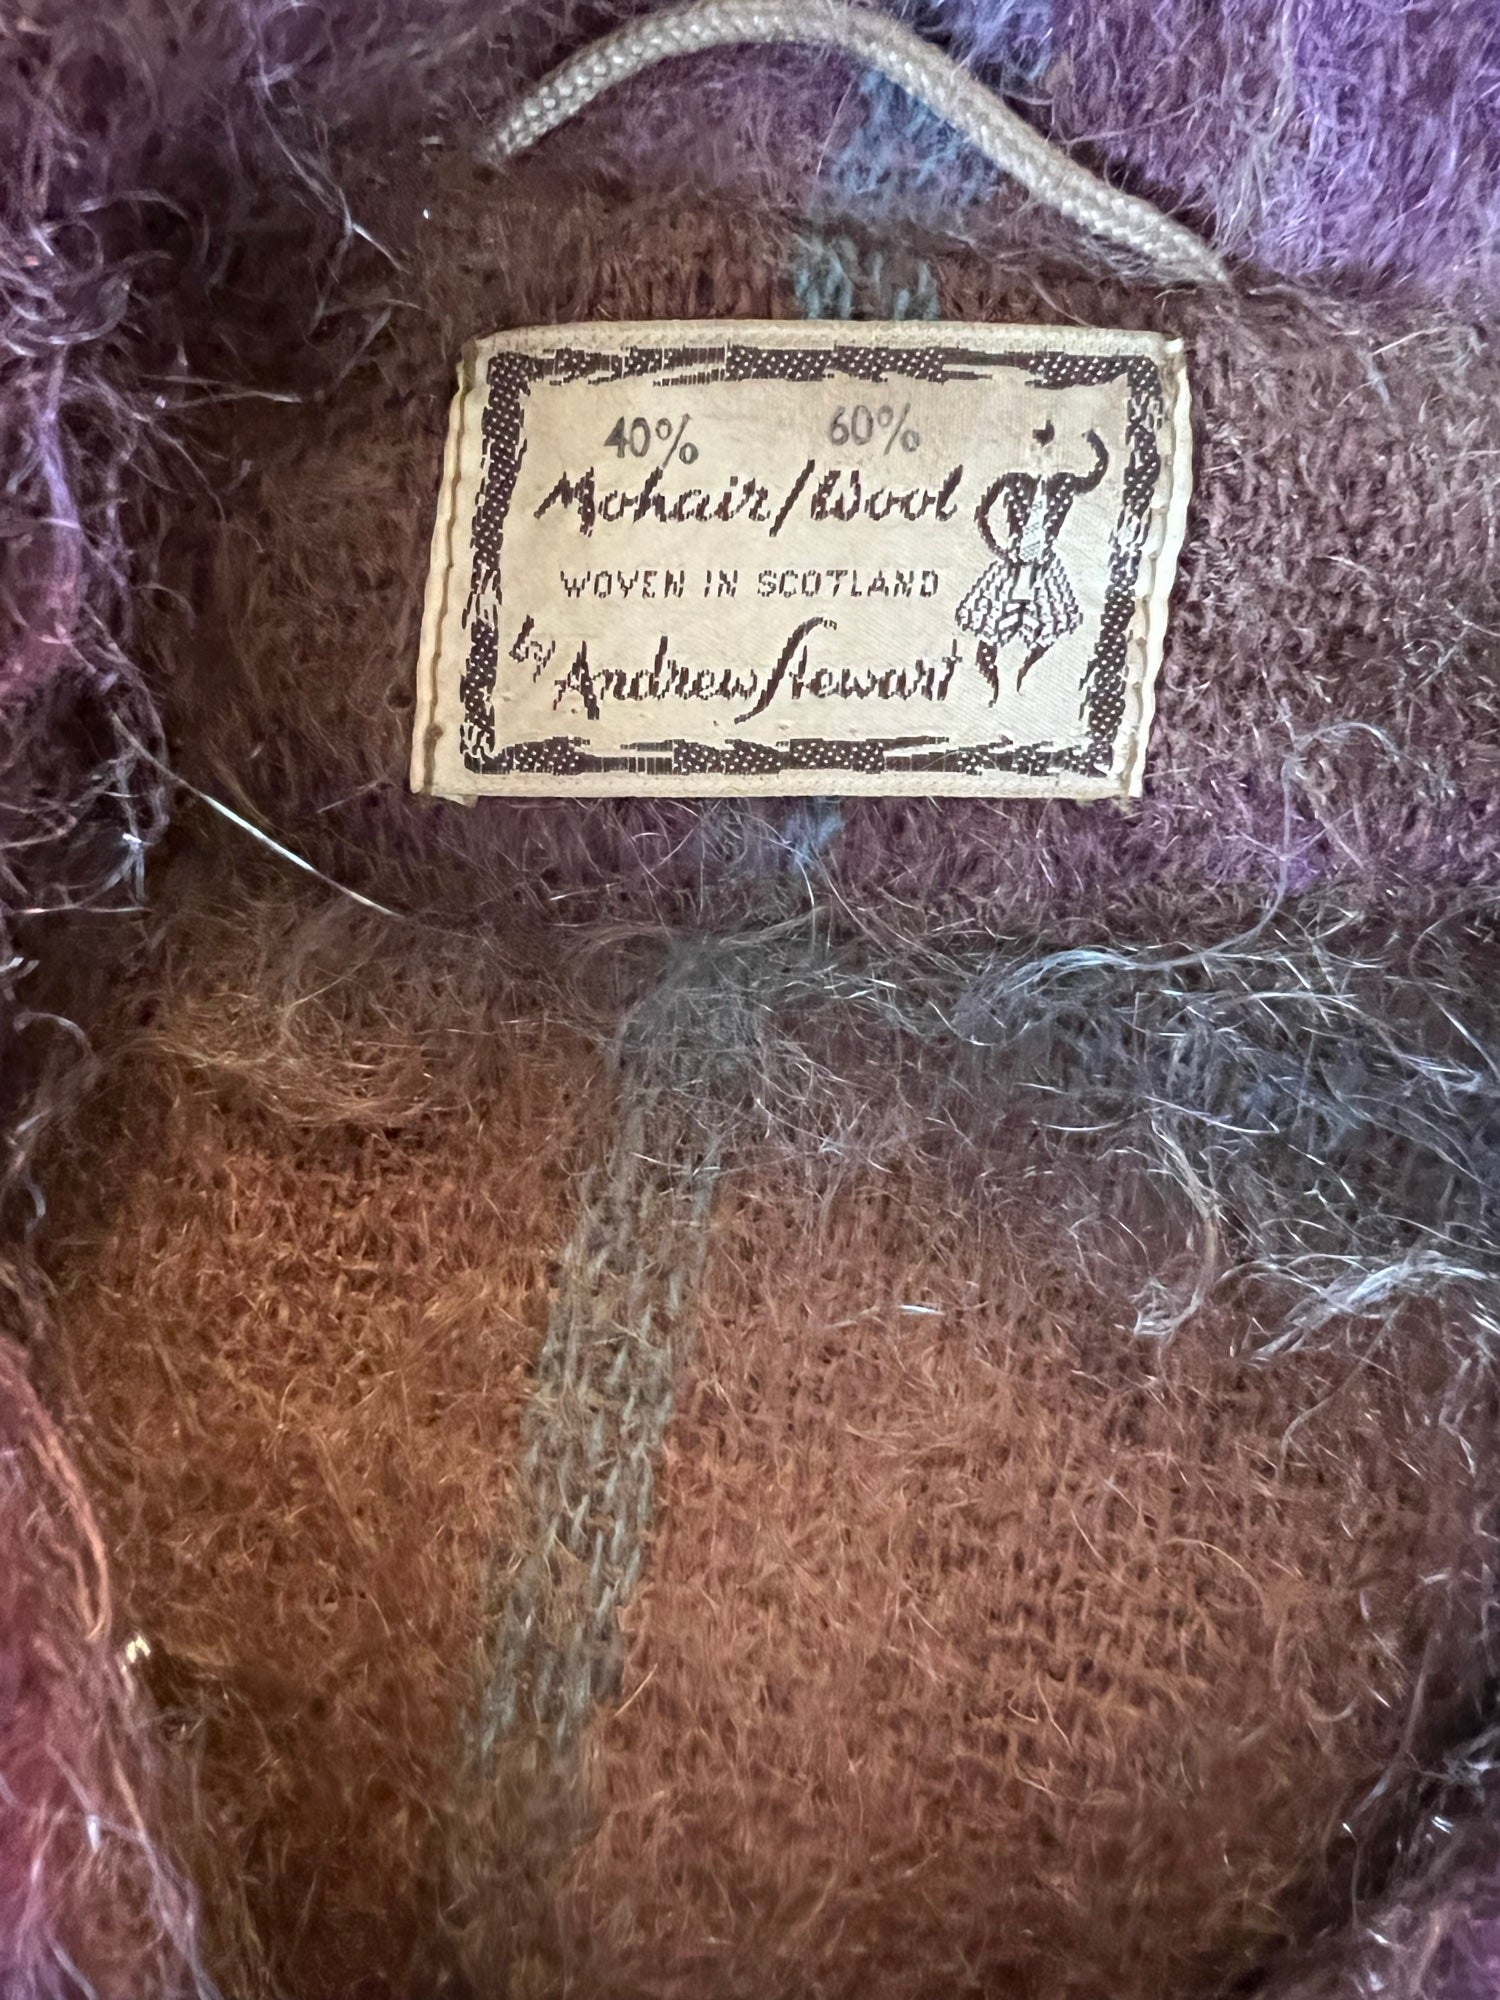 40% 60%
Mohair/Wool
WOVEN IN SCOTLAND
by Andrew Stewart